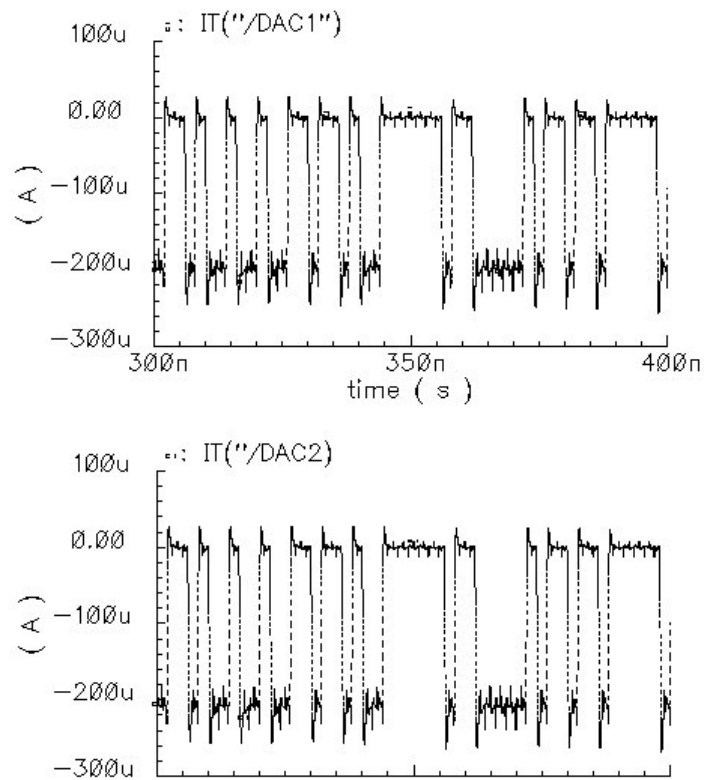 IT("/DAC1")
100u
0.00
-100u
-200u
-300u
( A )
300n 350n 400n
time ( s )
IT("/DAC2)
100u
0.00
-100u
-200u
-300u
( A )